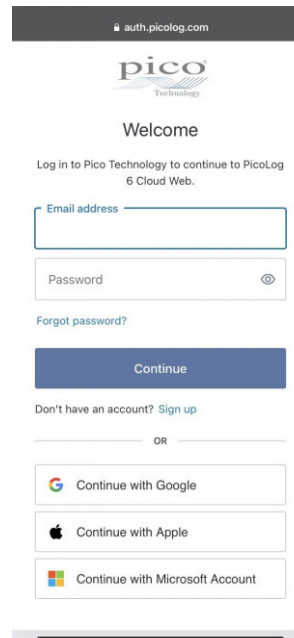 auth.picolog.com
pico
Technology
Welcome
Log in to Pico Technology to continue to PicoLog
6 Cloud Web.
Email address
Password
Forgot password?
Continue
Don't have an account? Sign up
OR
Continue with Google
Continue with Apple
Continue with Microsoft Account